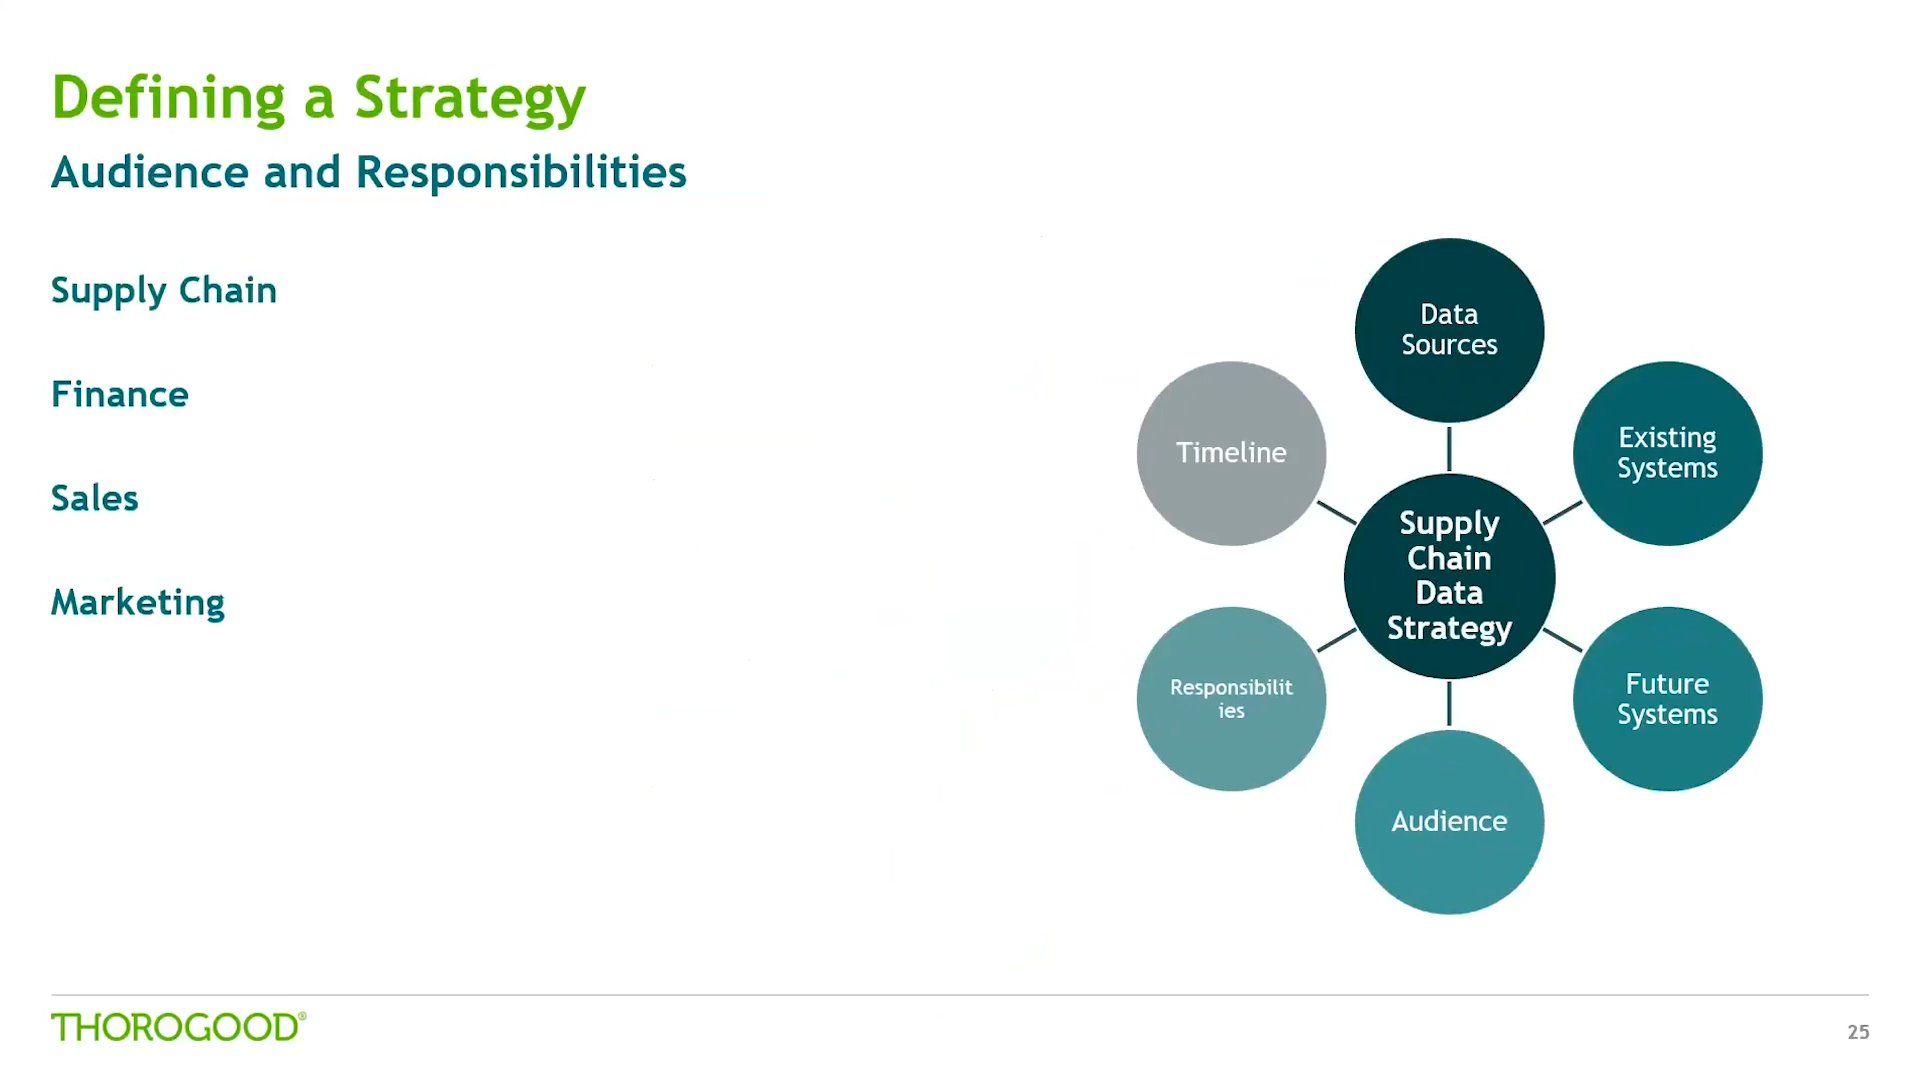 Defining a Strategy
Audience and Responsibilities
Supply Chain
Finance
Sales
Marketing
Data
Sources
Existing
Systems
Future
Systems
Audience
Responsibilit
ies
Timeline
Supply
Chain
Data
Strategy
THOROGOOD®
25